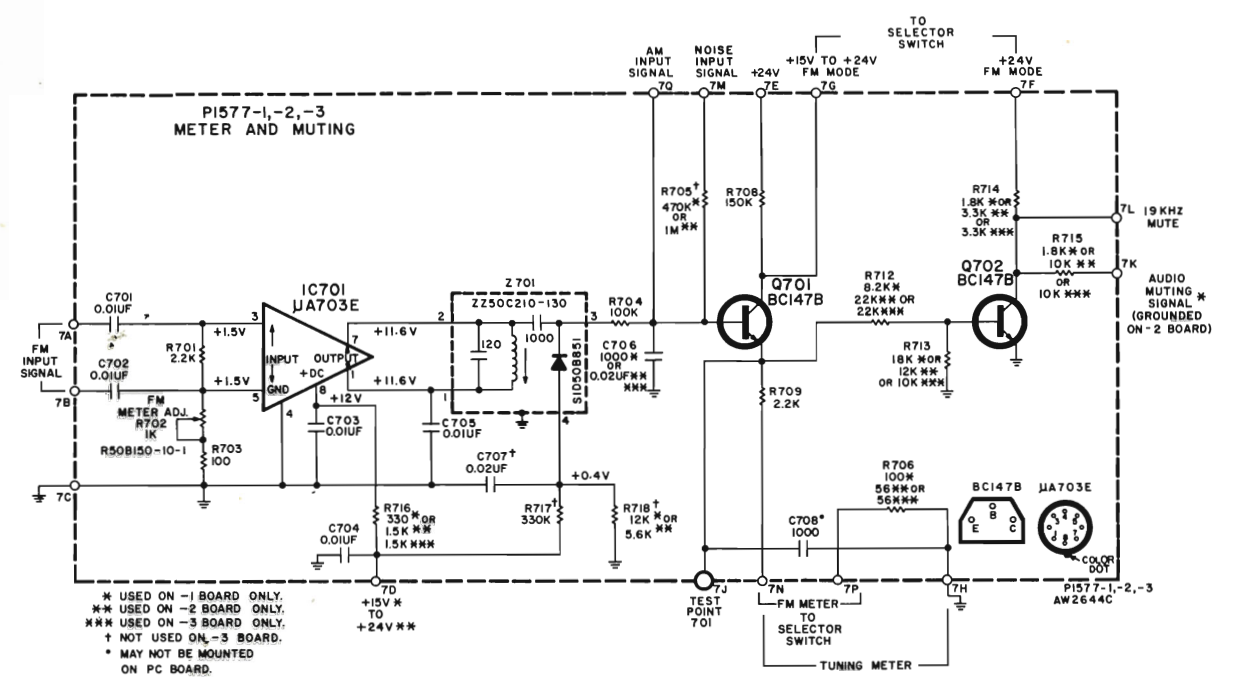 TO
SELECTOR
SWITCH
AM
INPUT
SIGNAL
7Q
NOISE
INPUT
SIGNAL
7M
+24V
7E
+15V TO +24V
FM MODE
7G
+24V
FM MODE
7F
P1577-1,-2,-3
METER AND MUTING
R705†
470K*
OR
1M**
R708
150K
R714
1.8K * OR
3.3K **
OR
3.3K ***
7L 19KHZ
MUTE
R715
1.8K* OR
10K **
OR
10K ***
7K
AUDIO
MUTING
SIGNAL *
(GROUNDED
ON -2 BOARD)
C701
0.01UF
7A
FM
INPUT
SIGNAL
C702
0.01UF
7B
R701
2.2K
+1.5V
+1.5V
3
5
IC701
µA703E
INPUT
OUTPUT
+DC
GND
7
1
8
4
+11.6V
+11.6V
+12V
2
1
Z701
ZZ50C210-130
120
1000
S1D50B851
3
4
R704
100K
C706
1000*
OR
0.02UF**
***
Q701
BC147B
R712
8.2K*
22K** OR
22K***
Q702
BC147B
R713
18K * OR
12K **
OR 10K ***
R709
2.2K
FM
METER ADJ.
R702
1K
R50B150-10-1
R703
100
C703
0.01UF
C705
0.01UF
C707†
0.02UF
+0.4V
7C
R716
330 * OR
1.5K **
1.5K ***
C704
0.01UF
R717†
330K
R718†
12K * OR
5.6K **
R706
100*
56** OR
56***
C708•
1000
BC147B
B
E
C
µA703E
3 4 5
1 8 7
COLOR
DOT
7D
+15V *
TO
+24V **
7J
TEST
POINT
701
7N
7P
7H
FM METER
TO
SELECTOR
SWITCH
TUNING METER
P1577-1,-2,-3
AW2644C
* USED ON -1 BOARD ONLY.
** USED ON -2 BOARD ONLY.
*** USED ON -3 BOARD ONLY.
† NOT USED ON -3 BOARD.
• MAY NOT BE MOUNTED
ON PC BOARD.